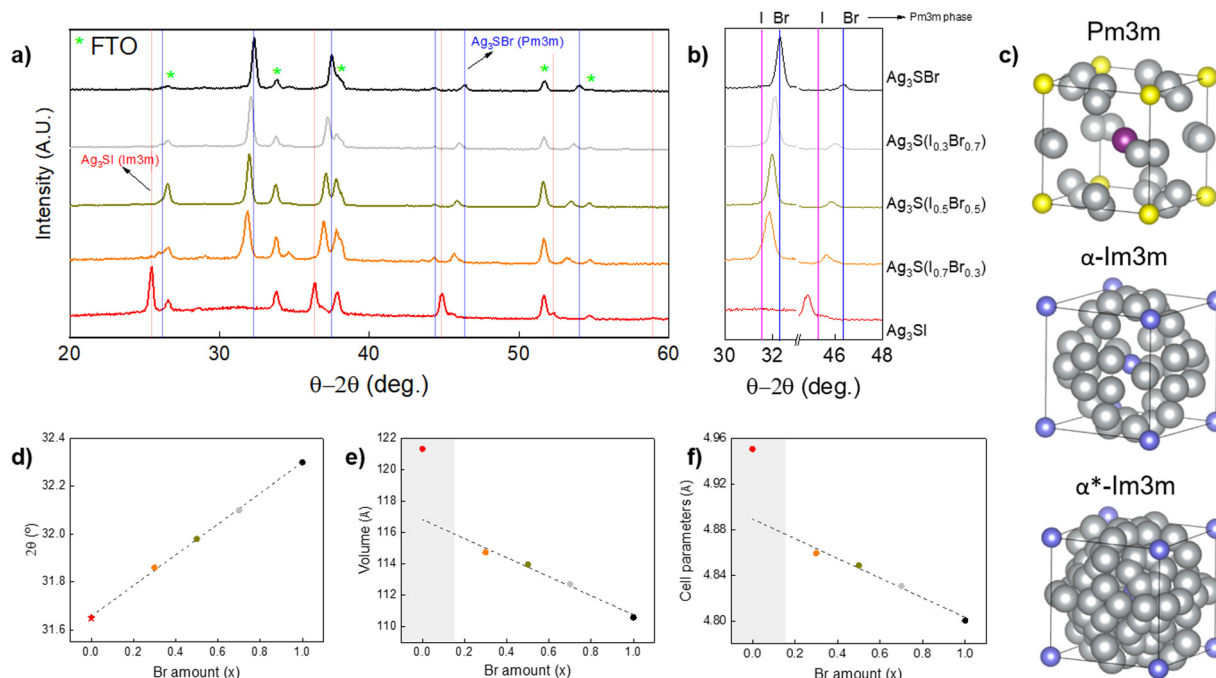 a)
* FTO
Ag₃SBr (Pm3m)
Ag₃SI (Im3m)
Intensity (A.U.)
20 30 40 50 60
θ–2θ (deg.)
b)
I Br I Br → Pm3m phase
Ag₃SBr
Ag₃S(I₀.₃Br₀.₇)
Ag₃S(I₀.₅Br₀.₅)
Ag₃S(I₀.₇Br₀.₃)
Ag₃SI
30 32 46 48
θ–2θ (deg.)
c)
Pm3m
α-Im3m
α*-Im3m
d)
2θ (º)
32.4
32.2
32.0
31.8
31.6
0.0 0.2 0.4 0.6 0.8 1.0
Br amount (x)
e)
Volume (Å)
122
120
118
116
114
112
110
0.0 0.2 0.4 0.6 0.8 1.0
Br amount (x)
f)
Cell parameters (Å)
4.96
4.92
4.88
4.84
4.80
0.0 0.2 0.4 0.6 0.8 1.0
Br amount (x)